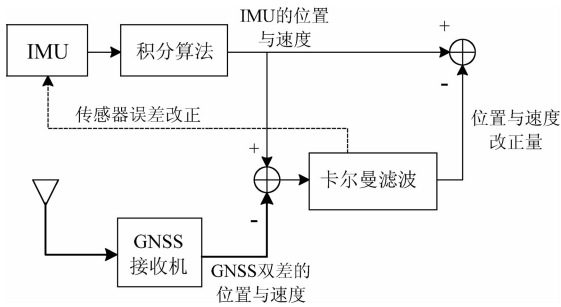 IMU的位置
与速度
+
IMU
积分算法
-
传感器误差改正
位置与速度
改正量
+
卡尔曼滤波
-
GNSS
接收机
GNSS双差的
位置与速度